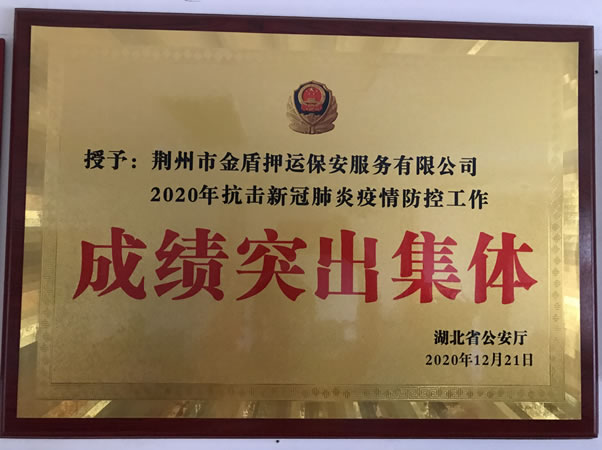 授予：荆州市金盾押运保安服务有限公司
2020年抗击新冠肺炎疫情防控工作
成绩突出集体
湖北省公安厅
2020年12月21日